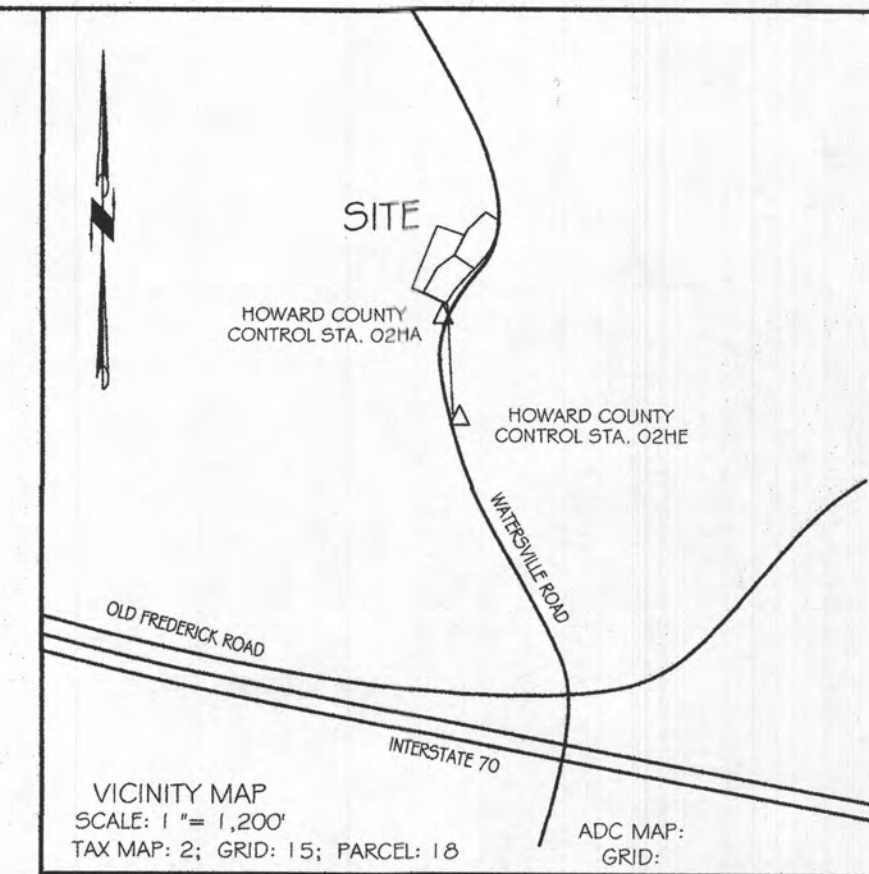 SITE
HOWARD COUNTY
CONTROL STA. 02HA
HOWARD COUNTY
CONTROL STA. 02HE
WATERSVILLE ROAD
OLD FREDERICK ROAD
INTERSTATE 70
VICINITY MAP
SCALE: 1 "= 1,200'
TAX MAP: 2; GRID: 15; PARCEL: 18
ADC MAP:
GRID: